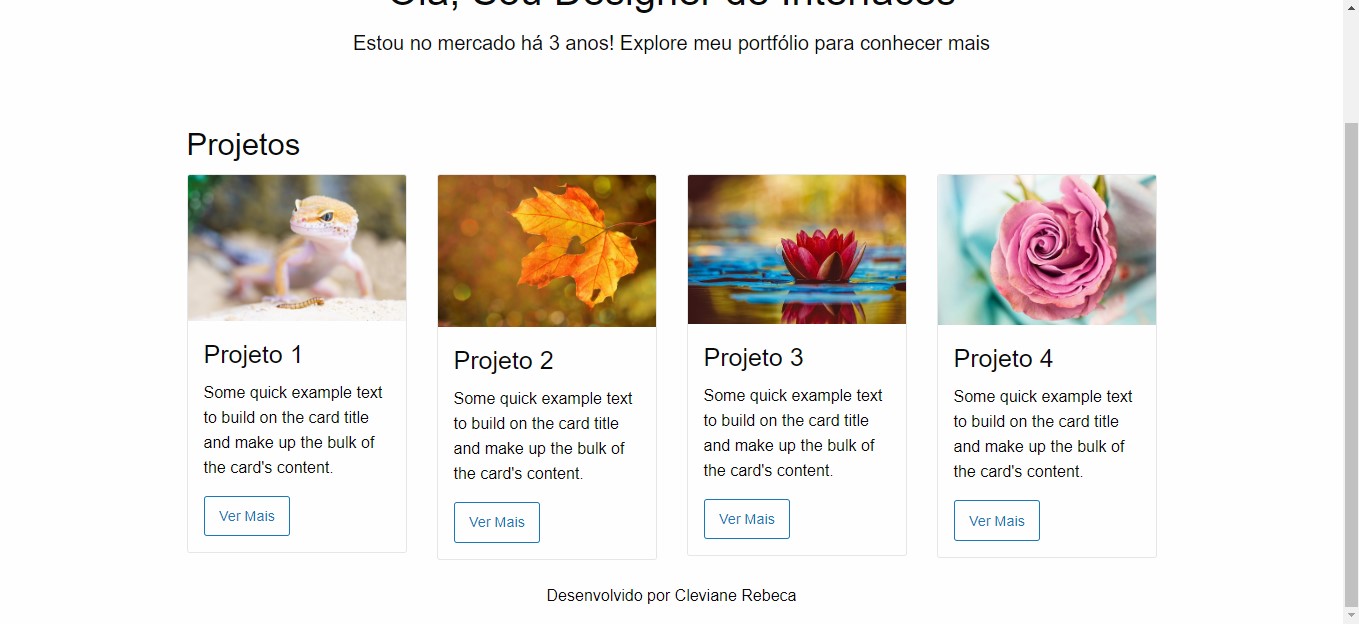 Olá, Sou Designer de Interfaces
Estou no mercado há 3 anos! Explore meu portfólio para conhecer mais
Projetos
Projeto 1
Some quick example text
to build on the card title
and make up the bulk of
the card's content.
Ver Mais
Projeto 2
Some quick example text
to build on the card title
and make up the bulk of
the card's content.
Ver Mais
Projeto 3
Some quick example text
to build on the card title
and make up the bulk of
the card's content.
Ver Mais
Projeto 4
Some quick example text
to build on the card title
and make up the bulk of
the card's content.
Ver Mais
Desenvolvido por Cleviane Rebeca